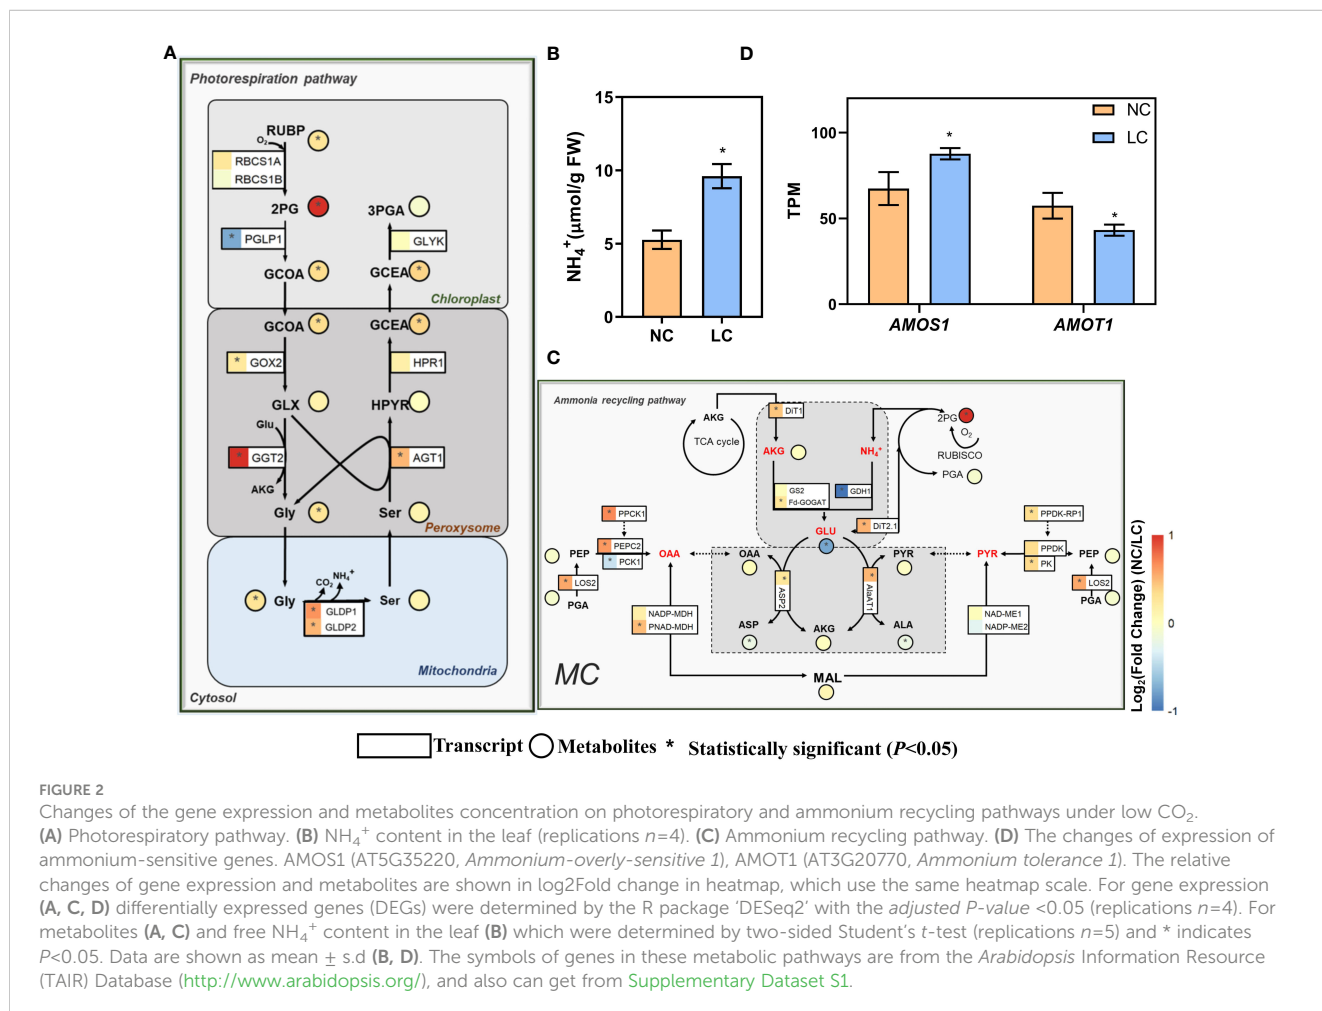 A
Photorespiration pathway
RUBP
*
O₂
RBCS1A
RBCS1B
2PG
*
3PGA
* PGLP1
GLYK
GCOA
*
GCEA
*
Chloroplast
GCOA
*
GCEA
*
* GOX2
HPR1
GLX
HPYR
Glu
* GGT2
* AGT1
AKG
Gly
*
Ser
Peroxysome
CO₂
NH₄⁺
*
Gly
Ser
* GLDP1
* GLDP2
Mitochondria
Cytosol
B
15
10
5
0
NH₄⁺(μmol/g FW)
*
NC
LC
D
100
50
0
TPM
*
*
NC
LC
AMOS1
AMOT1
C
Ammonia recycling pathway
AKG
* DiT1
TCA cycle
2PG
*
O₂
RUBISCO
PGA
AKG
NH₄⁺
GS2
* Fd-GOGAT
* GDH1
GLU
*
* DiT2.1
* PPCK1
* PEPC2
* PCK1
PEP
* LOS2
PGA
OAA
OAA
PYR
PYR
* PPDK-RP1
PPDK
* PK
PEP
* LOS2
PGA
* ASP2
* AlaAT1
NADP-MDH
* PNAD-MDH
NAD-ME1
NADP-ME2
ASP
*
AKG
ALA
*
MC
MAL
Log₂(Fold Change) (NC/LC)
1
0
-1
Transcript
Metabolites
* Statistically significant (P<0.05)
FIGURE 2
Changes of the gene expression and metabolites concentration on photorespiratory and ammonium recycling pathways under low CO₂.
(A) Photorespiratory pathway. (B) NH₄⁺ content in the leaf (replications n=4). (C) Ammonium recycling pathway. (D) The changes of expression of
ammonium-sensitive genes. AMOS1 (AT5G35220, Ammonium-overly-sensitive 1), AMOT1 (AT3G20770, Ammonium tolerance 1). The relative
changes of gene expression and metabolites are shown in log2Fold change in heatmap, which use the same heatmap scale. For gene expression
(A, C, D) differentially expressed genes (DEGs) were determined by the R package ‘DESeq2’ with the adjusted P-value <0.05 (replications n=4). For
metabolites (A, C) and free NH₄⁺ content in the leaf (B) which were determined by two-sided Student’s t-test (replications n=5) and * indicates
P<0.05. Data are shown as mean ± s.d (B, D). The symbols of genes in these metabolic pathways are from the Arabidopsis Information Resource
(TAIR) Database (http://www.arabidopsis.org/), and also can get from Supplementary Dataset S1.